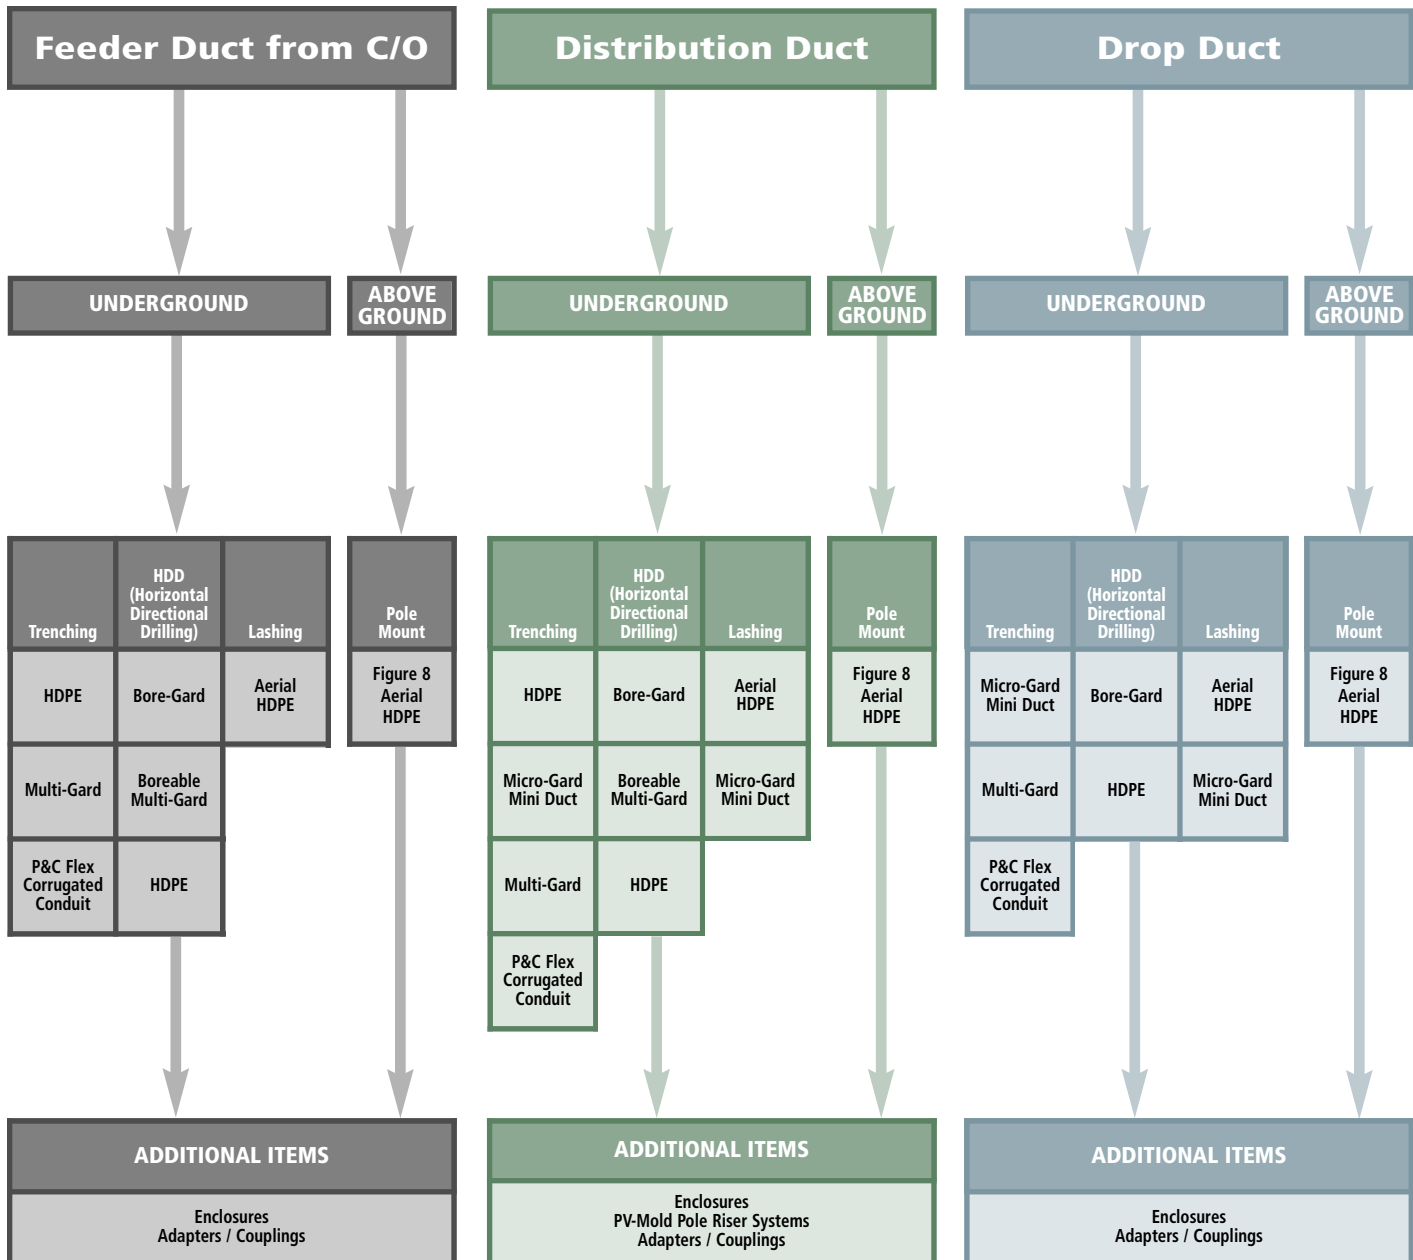 Feeder Duct from C/O
UNDERGROUND
ABOVE
GROUND
Trenching
HDD
(Horizontal
Directional
Drilling)
Lashing
Pole
Mount
HDPE
Bore-Gard
Aerial
HDPE
Figure 8
Aerial
HDPE
Multi-Gard
Boreable
Multi-Gard
P&C Flex
Corrugated
Conduit
HDPE
ADDITIONAL ITEMS
Enclosures
Adapters / Couplings
Distribution Duct
UNDERGROUND
ABOVE
GROUND
Trenching
HDD
(Horizontal
Directional
Drilling)
Lashing
Pole
Mount
HDPE
Bore-Gard
Aerial
HDPE
Figure 8
Aerial
HDPE
Micro-Gard
Mini Duct
Boreable
Multi-Gard
Micro-Gard
Mini Duct
Multi-Gard
HDPE
P&C Flex
Corrugated
Conduit
ADDITIONAL ITEMS
Enclosures
PV-Mold Pole Riser Systems
Adapters / Couplings
Drop Duct
UNDERGROUND
ABOVE
GROUND
Trenching
HDD
(Horizontal
Directional
Drilling)
Lashing
Pole
Mount
Micro-Gard
Mini Duct
Bore-Gard
Aerial
HDPE
Figure 8
Aerial
HDPE
Multi-Gard
HDPE
Micro-Gard
Mini Duct
P&C Flex
Corrugated
Conduit
ADDITIONAL ITEMS
Enclosures
Adapters / Couplings